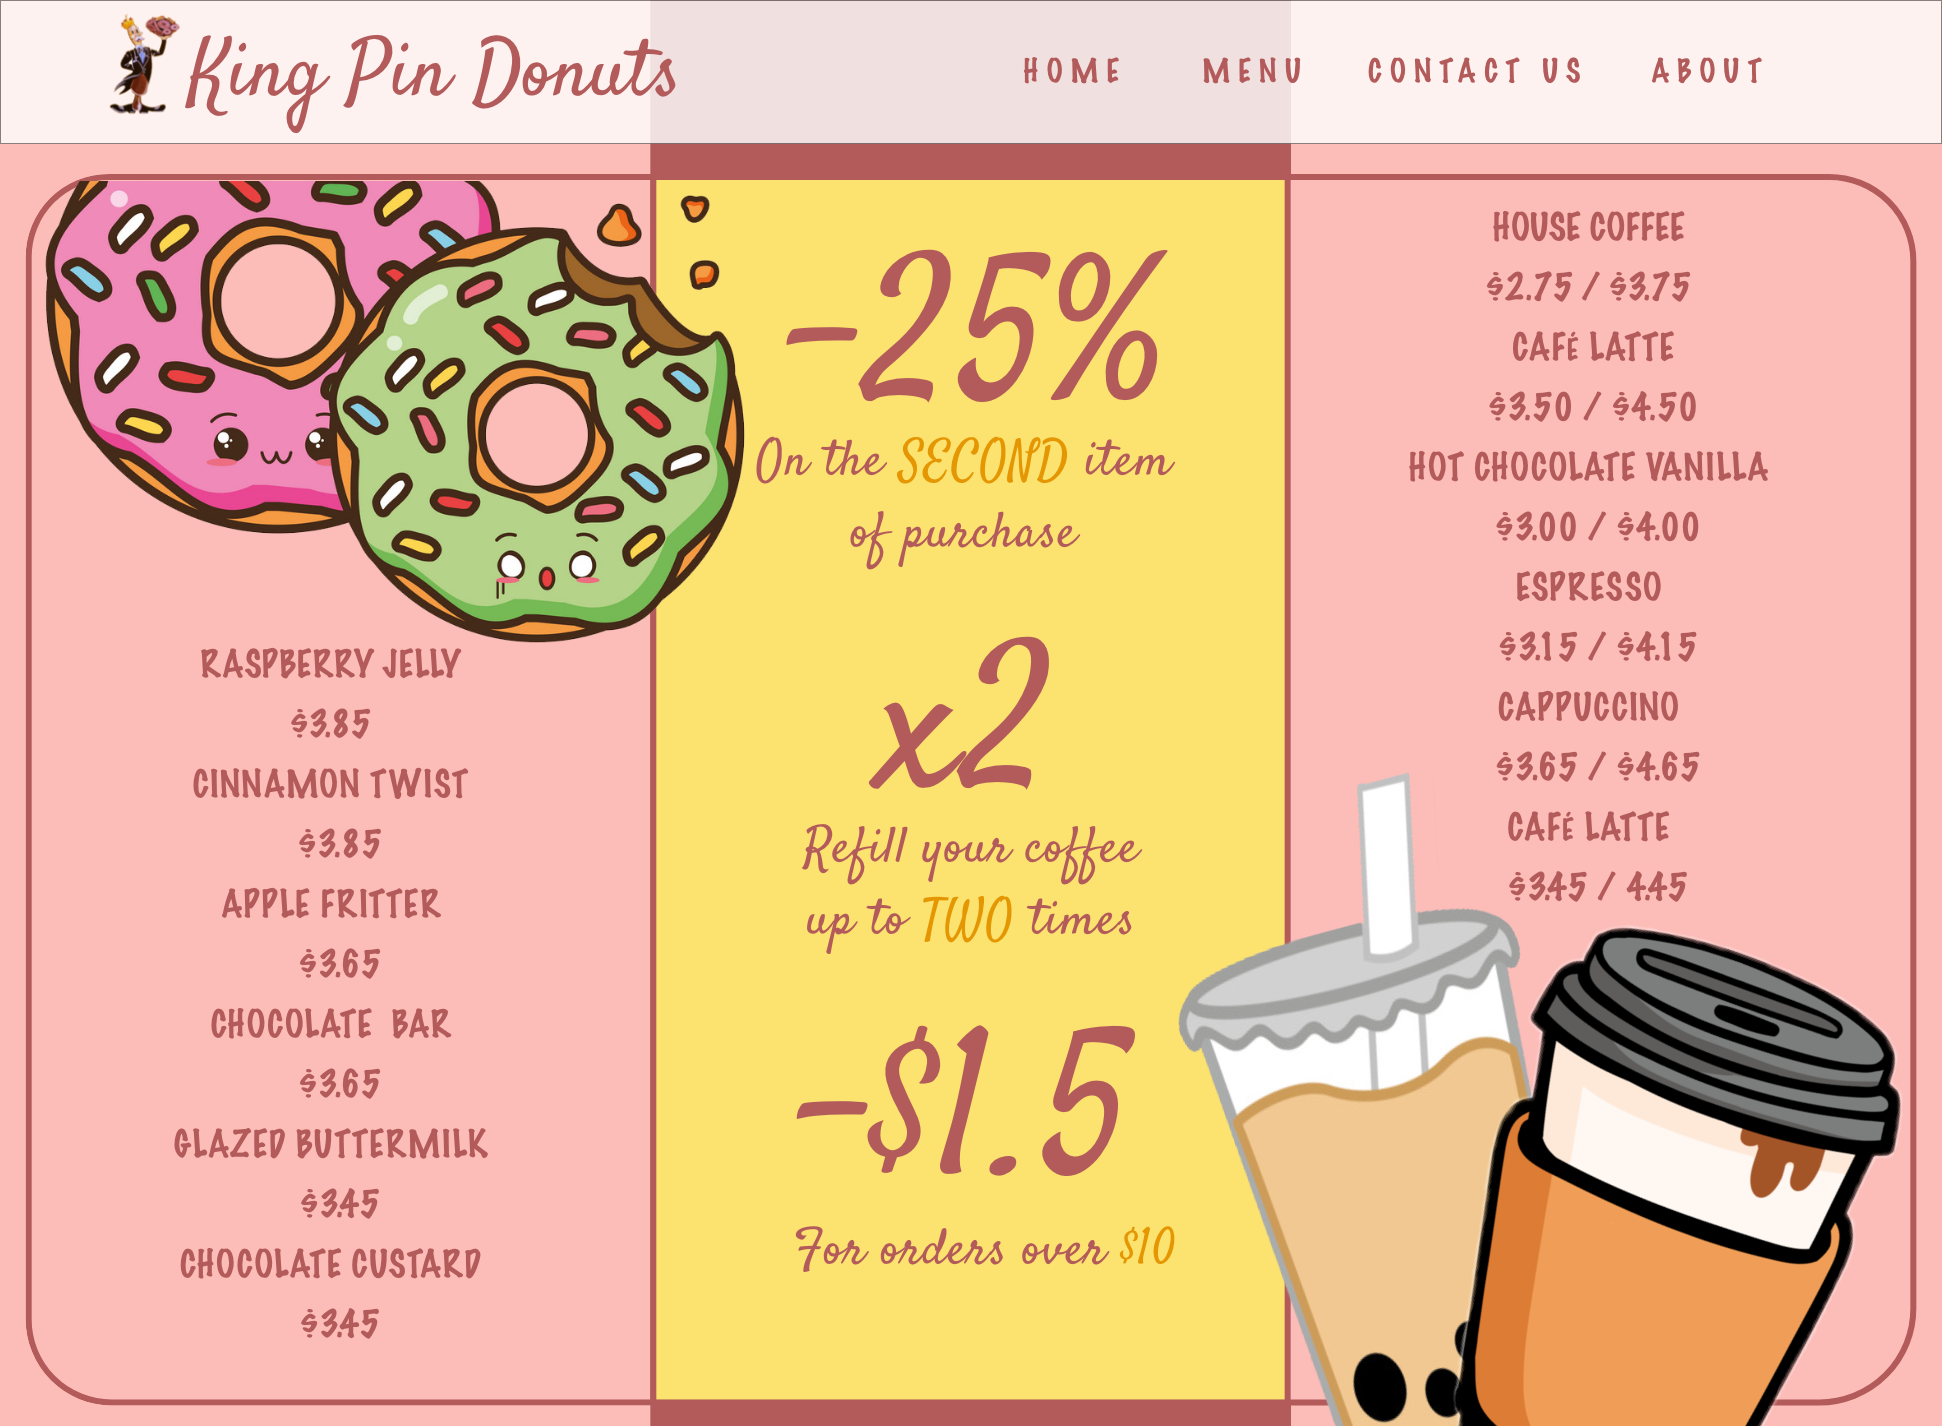 King Pin Donuts
HOME MENU CONTACT US ABOUT
RASPBERRY JELLY
$3.85
CINNAMON TWIST
$3.85
APPLE FRITTER
$3.65
CHOCOLATE BAR
$3.65
GLAZED BUTTERMILK
$3.45
CHOCOLATE CUSTARD
$3.45
-25%
On the SECOND item
of purchase
x2
Refill your coffee
up to TWO times
-$1.5
For orders over $10
HOUSE COFFEE
$2.75 / $3.75
CAFé LATTE
$3.50 / $4.50
HOT CHOCOLATE VANILLA
$3.00 / $4.00
ESPRESSO
$3.15 / $4.15
CAPPUCCINO
$3.65 / $4.65
CAFé LATTE
$3.45 / 4.45